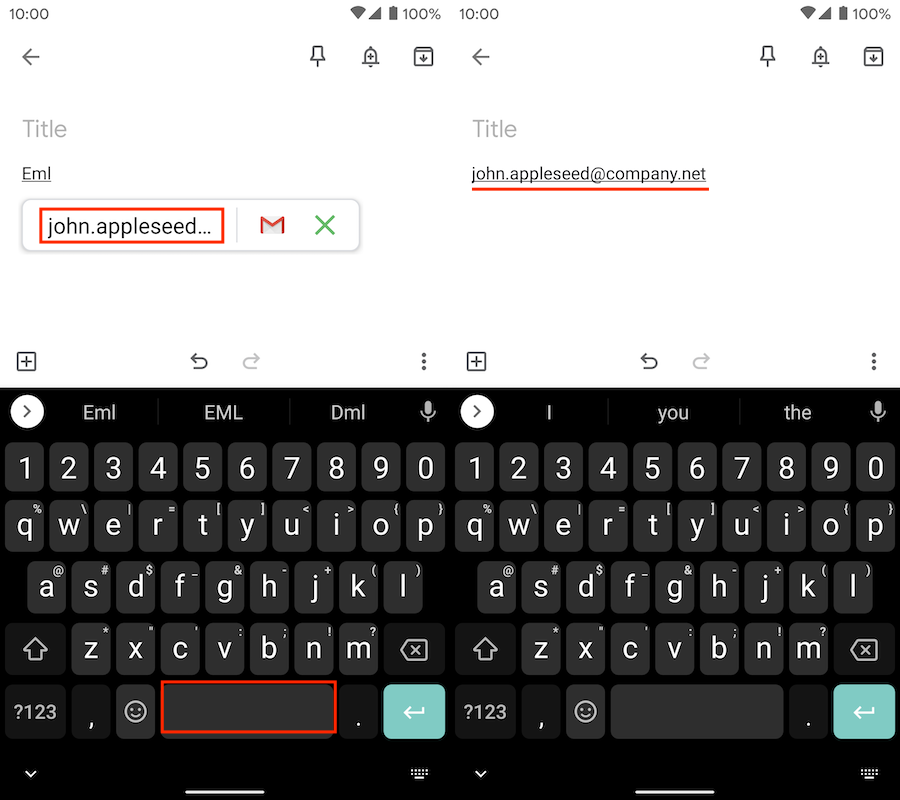 10:00 100%
Title
Eml
john.appleseed...
Eml EML Dml
1 2 3 4 5 6 7 8 9 0
% \ | = [ ] < > { }
q w e r t y u i o p
@ # $ _ & - + ( )
a s d f g h j k l
* " ' : ; ! ?
z x c v b n m
?123 , .
10:00 100%
Title
john.appleseed@company.net
I you the
1 2 3 4 5 6 7 8 9 0
% \ | = [ ] < > { }
q w e r t y u i o p
@ # $ _ & - + ( )
a s d f g h j k l
* " ' : ; ! ?
z x c v b n m
?123 , .